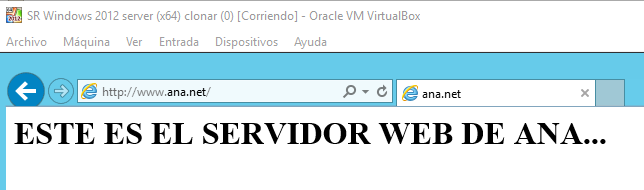 SR Windows 2012 server (x64) clonar (0) [Corriendo] - Oracle VM VirtualBox
Archivo Máquina Ver Entrada Dispositivos Ayuda
http://www.ana.net/ ana.net
ESTE ES EL SERVIDOR WEB DE ANA...